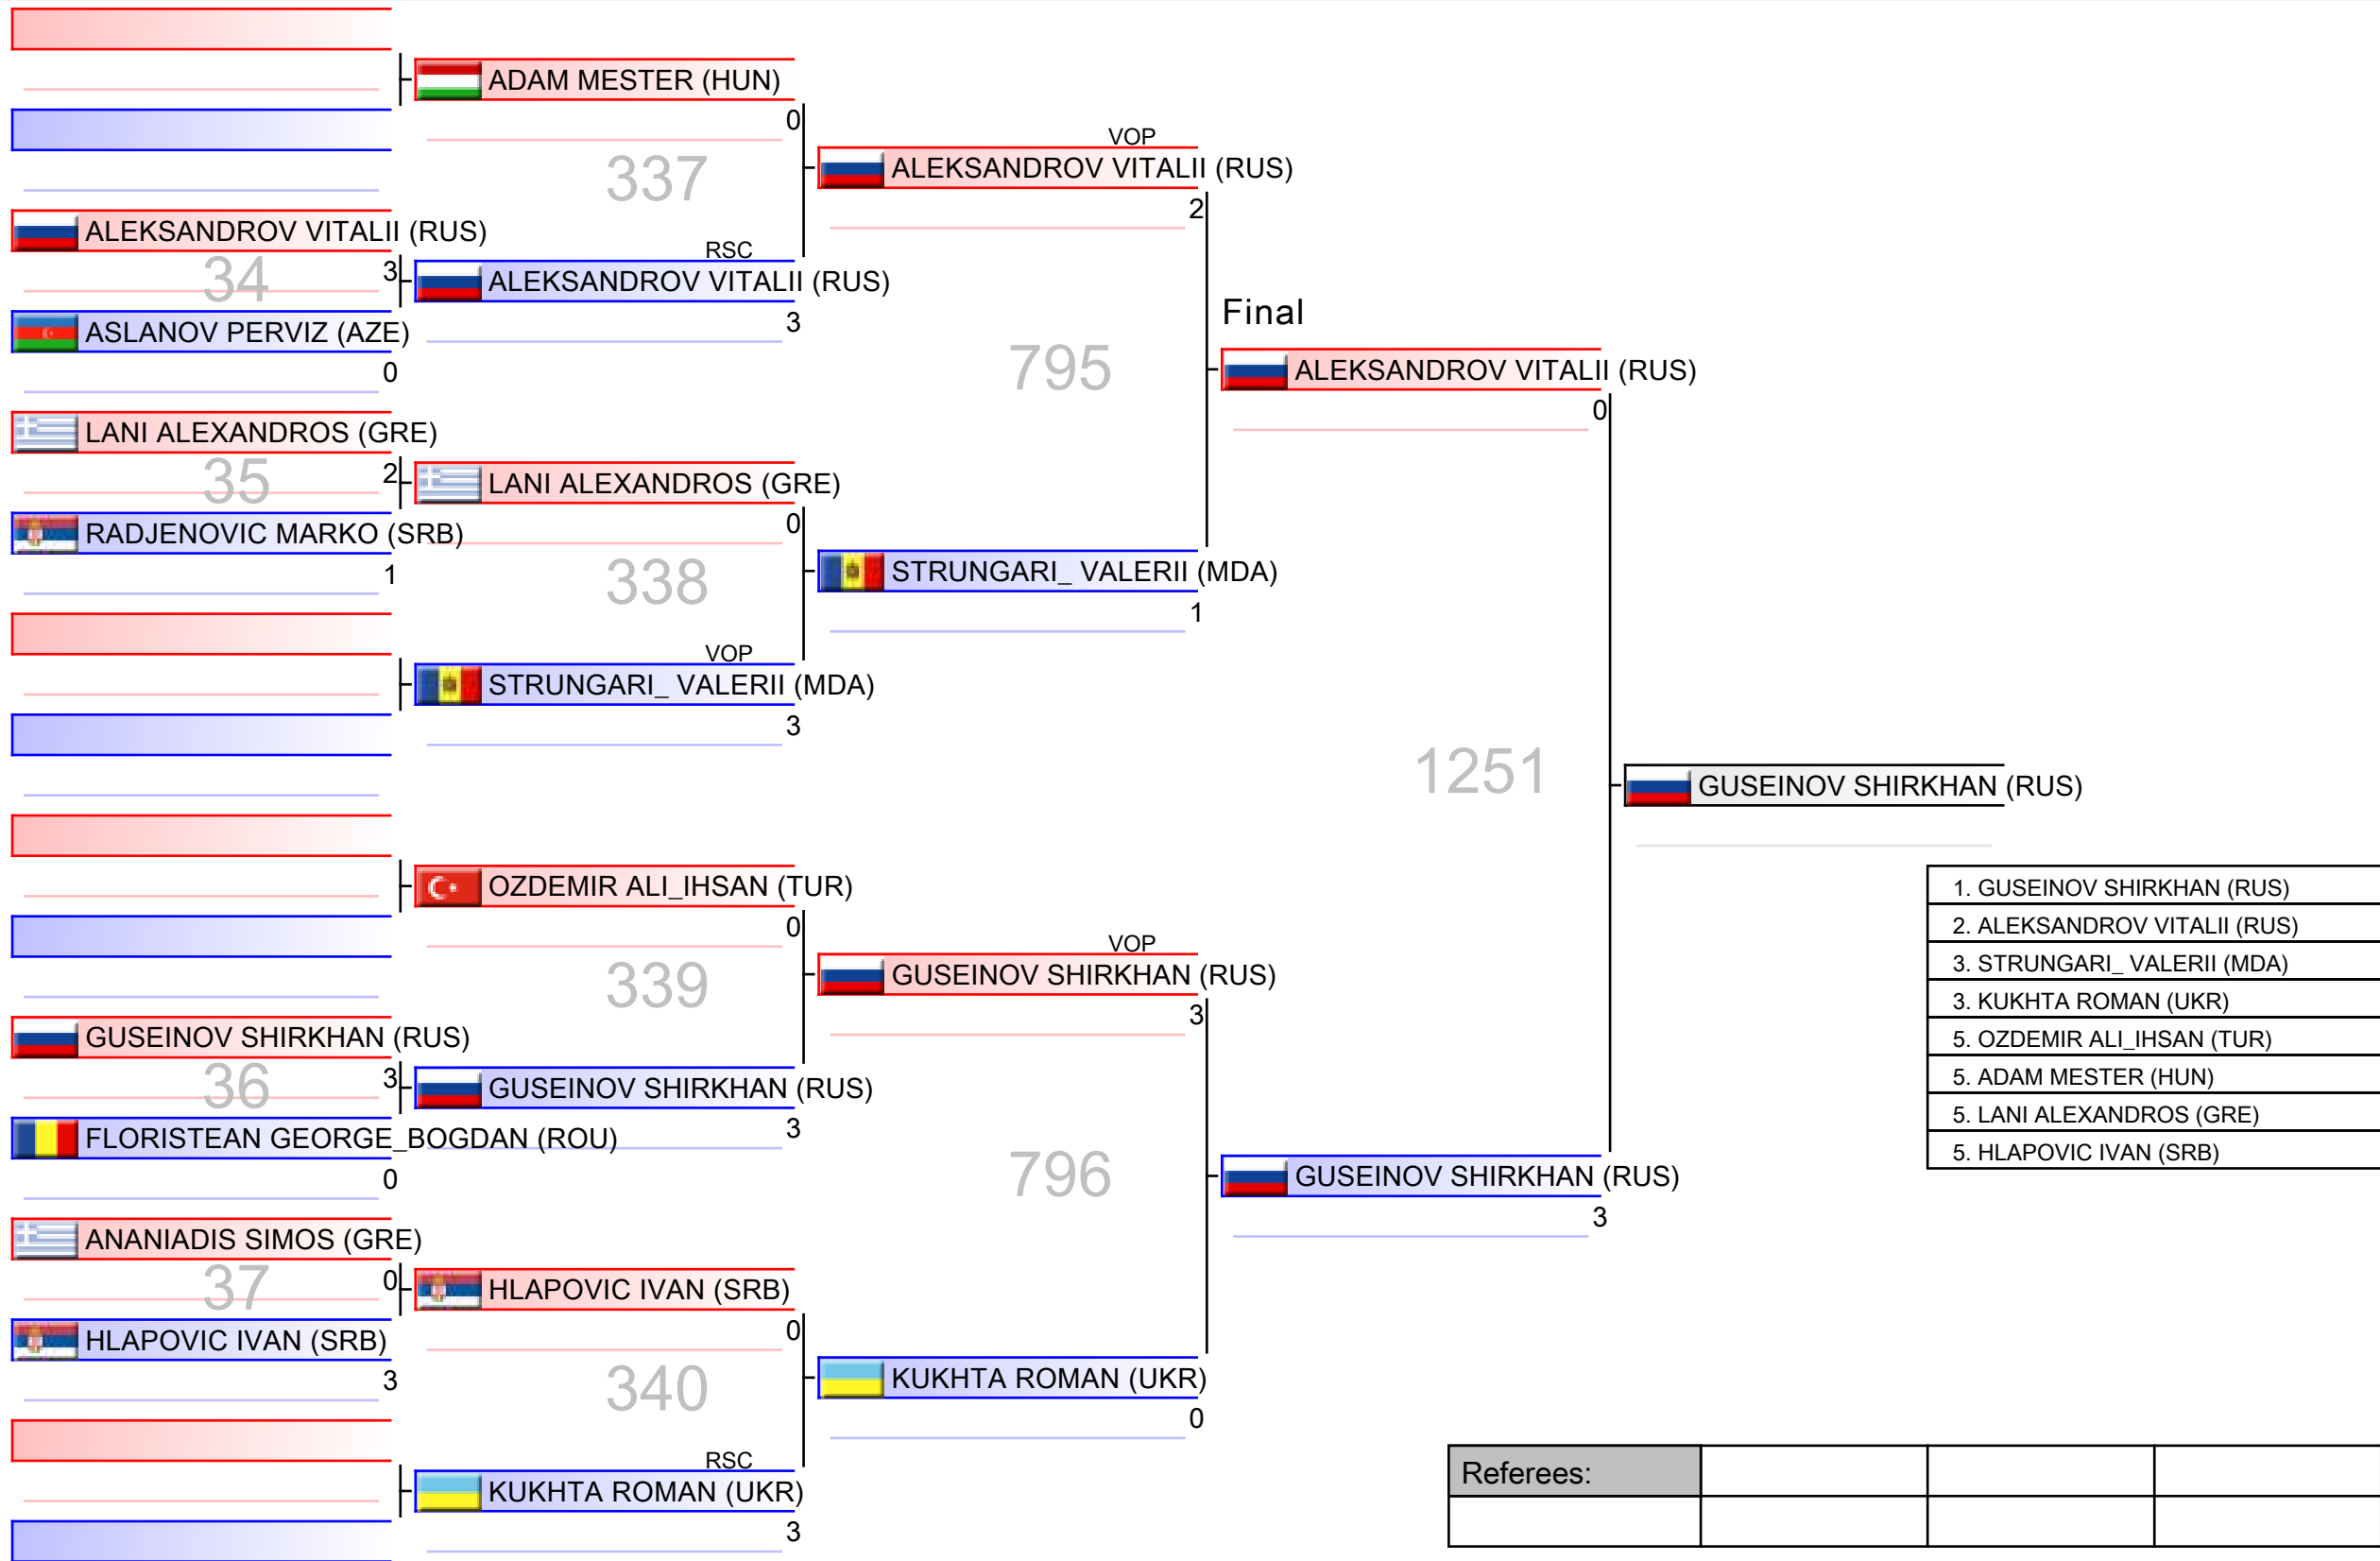 ADAM MESTER (HUN)
0
337
RSC
ALEKSANDROV VITALII (RUS)
3
ALEKSANDROV VITALII (RUS)
34
3
ASLANOV PERVIZ (AZE)
0
LANI ALEXANDROS (GRE)
35
2
RADJENOVIC MARKO (SRB)
1
LANI ALEXANDROS (GRE)
0
338
VOP
STRUNGARI_ VALERII (MDA)
3
VOP
ALEKSANDROV VITALII (RUS)
2
795
STRUNGARI_ VALERII (MDA)
1
OZDEMIR ALI_IHSAN (TUR)
0
339
GUSEINOV SHIRKHAN (RUS)
3
GUSEINOV SHIRKHAN (RUS)
36
3
FLORISTEAN GEORGE_BOGDAN (ROU)
0
ANANIADIS SIMOS (GRE)
37
0
HLAPOVIC IVAN (SRB)
3
HLAPOVIC IVAN (SRB)
0
340
RSC
KUKHTA ROMAN (UKR)
3
VOP
GUSEINOV SHIRKHAN (RUS)
3
796
KUKHTA ROMAN (UKR)
0
Final
ALEKSANDROV VITALII (RUS)
0
1251
GUSEINOV SHIRKHAN (RUS)
3
GUSEINOV SHIRKHAN (RUS)
1. GUSEINOV SHIRKHAN (RUS)
2. ALEKSANDROV VITALII (RUS)
3. STRUNGARI_ VALERII (MDA)
3. KUKHTA ROMAN (UKR)
5. OZDEMIR ALI_IHSAN (TUR)
5. ADAM MESTER (HUN)
5. LANI ALEXANDROS (GRE)
5. HLAPOVIC IVAN (SRB)
Referees: